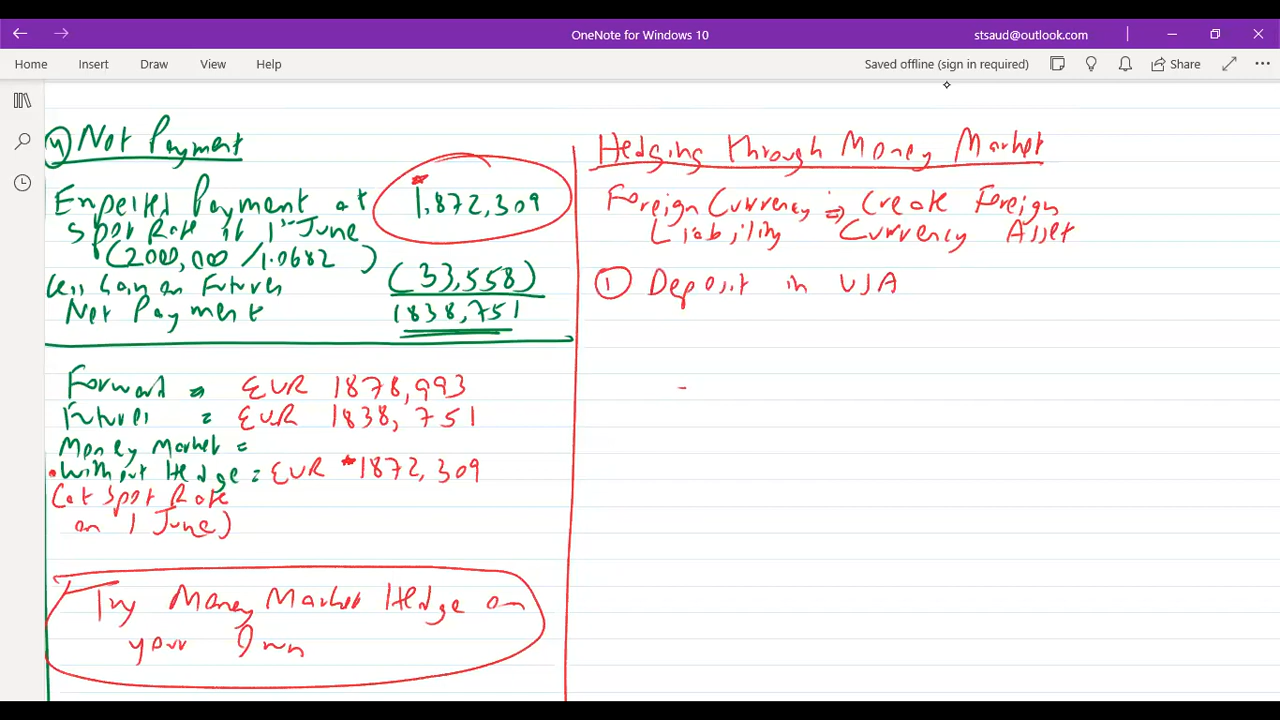 OneNote for Windows 10
stsaud@outlook.com
Home Insert Draw View Help
Saved offline (sign in required)
Share
4) Not Payment
Expected Payment at 1,872,309
Spot Rate if 1st June
(2000,000 /1.0682 )
Less Gain on Futures (33,558)
Net Payment 1838,751
Forward = EUR 1878,993
Futures = EUR 1838,751
Money Market =
Without Hedge = EUR *1872,309
(at Spot Rate
on 1 June)
Try Money Market Hedge on
your Own
Hedging through Money Market
Foreign Currency => Create Foreign
Liability Currency Asset
① Deposit in USA